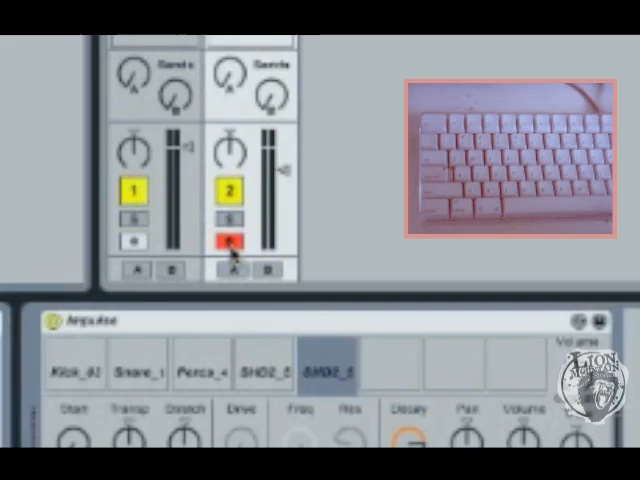 Sends Sends
A A
B B
1 2
S S
A B A B
Impulse
Volume
Snare_1 Perca_4 SHD2_5 SHD2_5
Start Transp Stretch Drive Freq Res Decay Pan Volume
LION